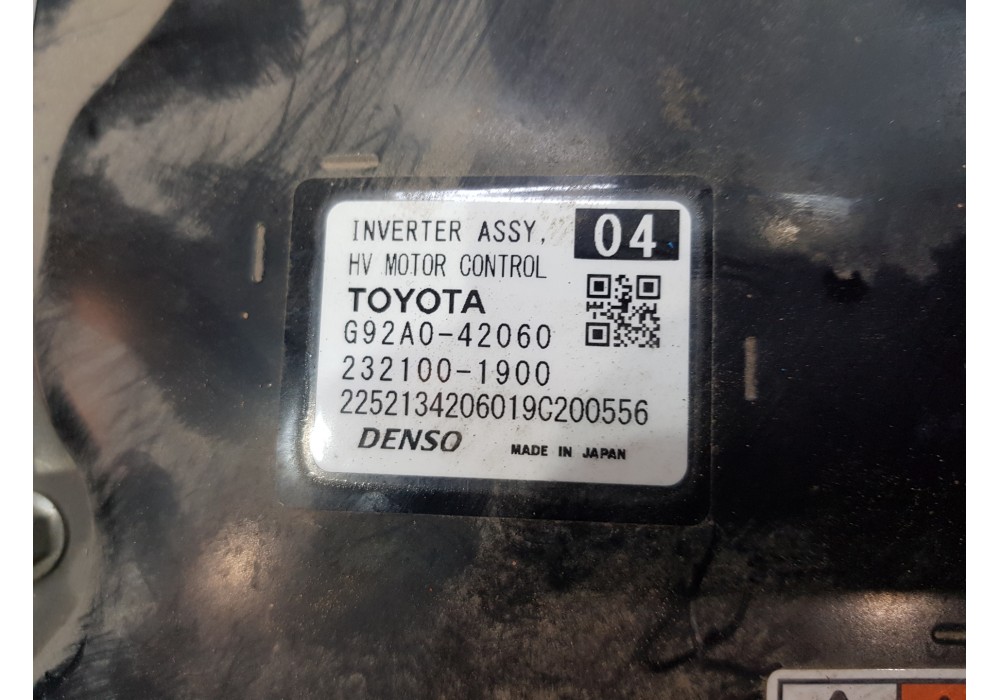 INVERTER ASSY, 04
HV MOTOR CONTROL
TOYOTA
G92A0-42060
232100-1900
2252134206019C200556
DENSO MADE IN JAPAN